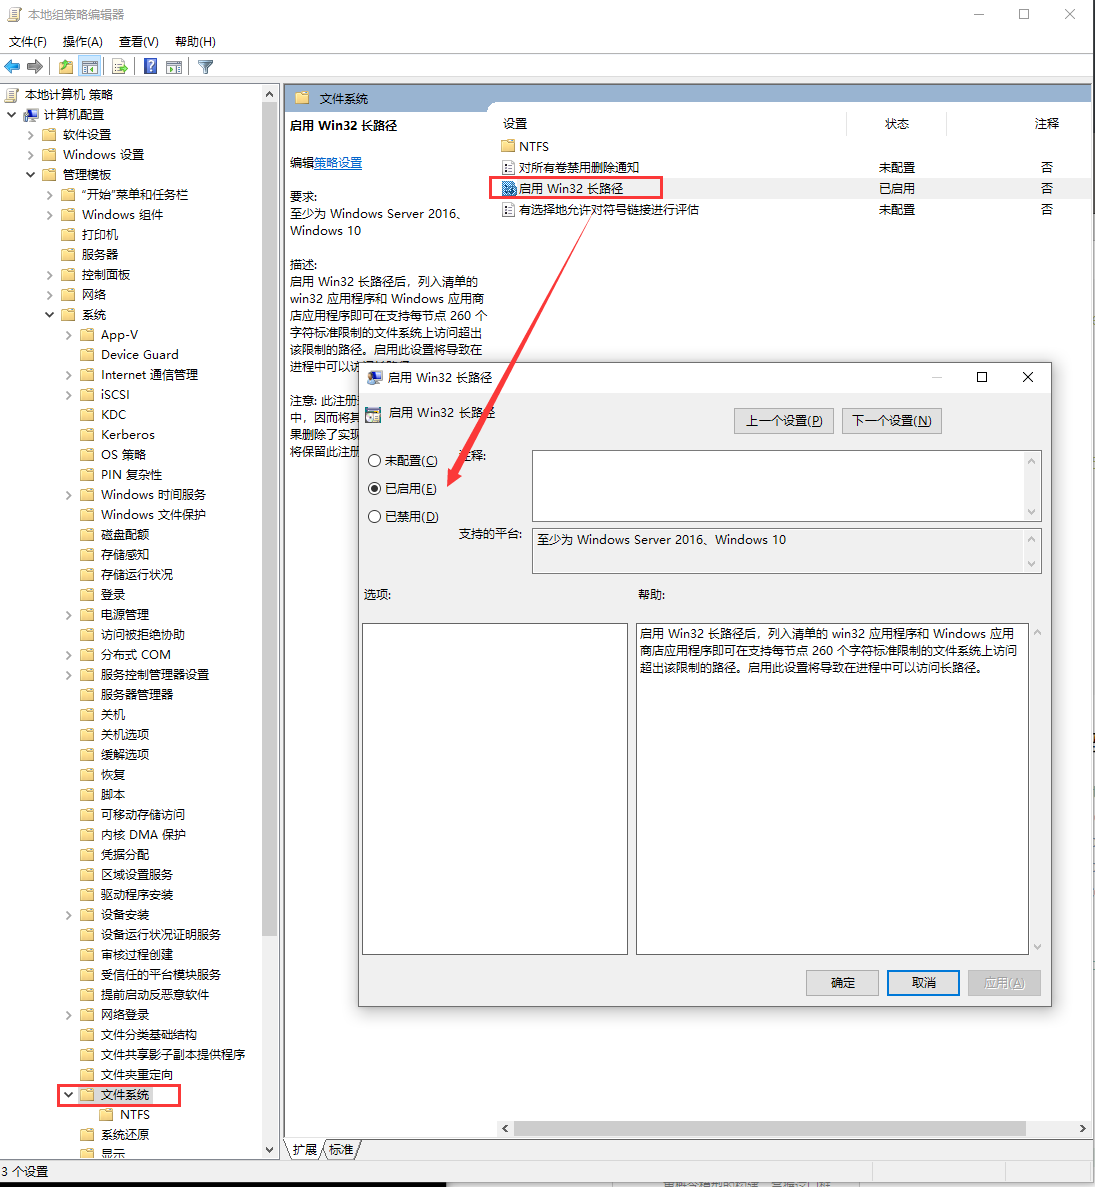 本地组策略编辑器
文件(F) 操作(A) 查看(V) 帮助(H)
本地计算机 策略
计算机配置
软件设置
Windows 设置
管理模板
"开始"菜单和任务栏
Windows 组件
打印机
服务器
控制面板
网络
系统
App-V
Device Guard
Internet 通信管理
iSCSI
KDC
Kerberos
OS 策略
PIN 复杂性
Windows 时间服务
Windows 文件保护
磁盘配额
存储感知
存储运行状况
登录
电源管理
访问被拒绝协助
分布式 COM
服务控制管理器设置
服务器管理器
关机
关机选项
缓解选项
恢复
脚本
可移动存储访问
内核 DMA 保护
凭据分配
区域设置服务
驱动程序安装
设备安装
设备运行状况证明服务
审核过程创建
受信任的平台模块服务
提前启动反恶意软件
网络登录
文件分类基础结构
文件共享影子副本提供程序
文件夹重定向
文件系统
NTFS
系统还原
显示
3 个设置
文件系统
启用 Win32 长路径
编辑策略设置
要求:
至少为 Windows Server 2016、
Windows 10
描述:
启用 Win32 长路径后，列入清单的
win32 应用程序和 Windows 应用商
店应用程序即可在支持每节点 260 个
字符标准限制的文件系统上访问超出
该限制的路径。启用此设置将导致在
进程中可以访问长路径。
注意: 此注册
中，因而将其
果删除了实现
将保留此注册
设置 状态 注释
NTFS
对所有卷禁用删除通知 未配置 否
启用 Win32 长路径 已启用 否
有选择地允许对符号链接进行评估 未配置 否
扩展 标准
启用 Win32 长路径
启用 Win32 长路径
上一个设置(P) 下一个设置(N)
未配置(C) 注释:
已启用(E)
已禁用(D)
支持的平台: 至少为 Windows Server 2016、Windows 10
选项: 帮助:
启用 Win32 长路径后，列入清单的 win32 应用程序和 Windows 应用
商店应用程序即可在支持每节点 260 个字符标准限制的文件系统上访问
超出该限制的路径。启用此设置将导致在进程中可以访问长路径。
确定 取消 应用(A)